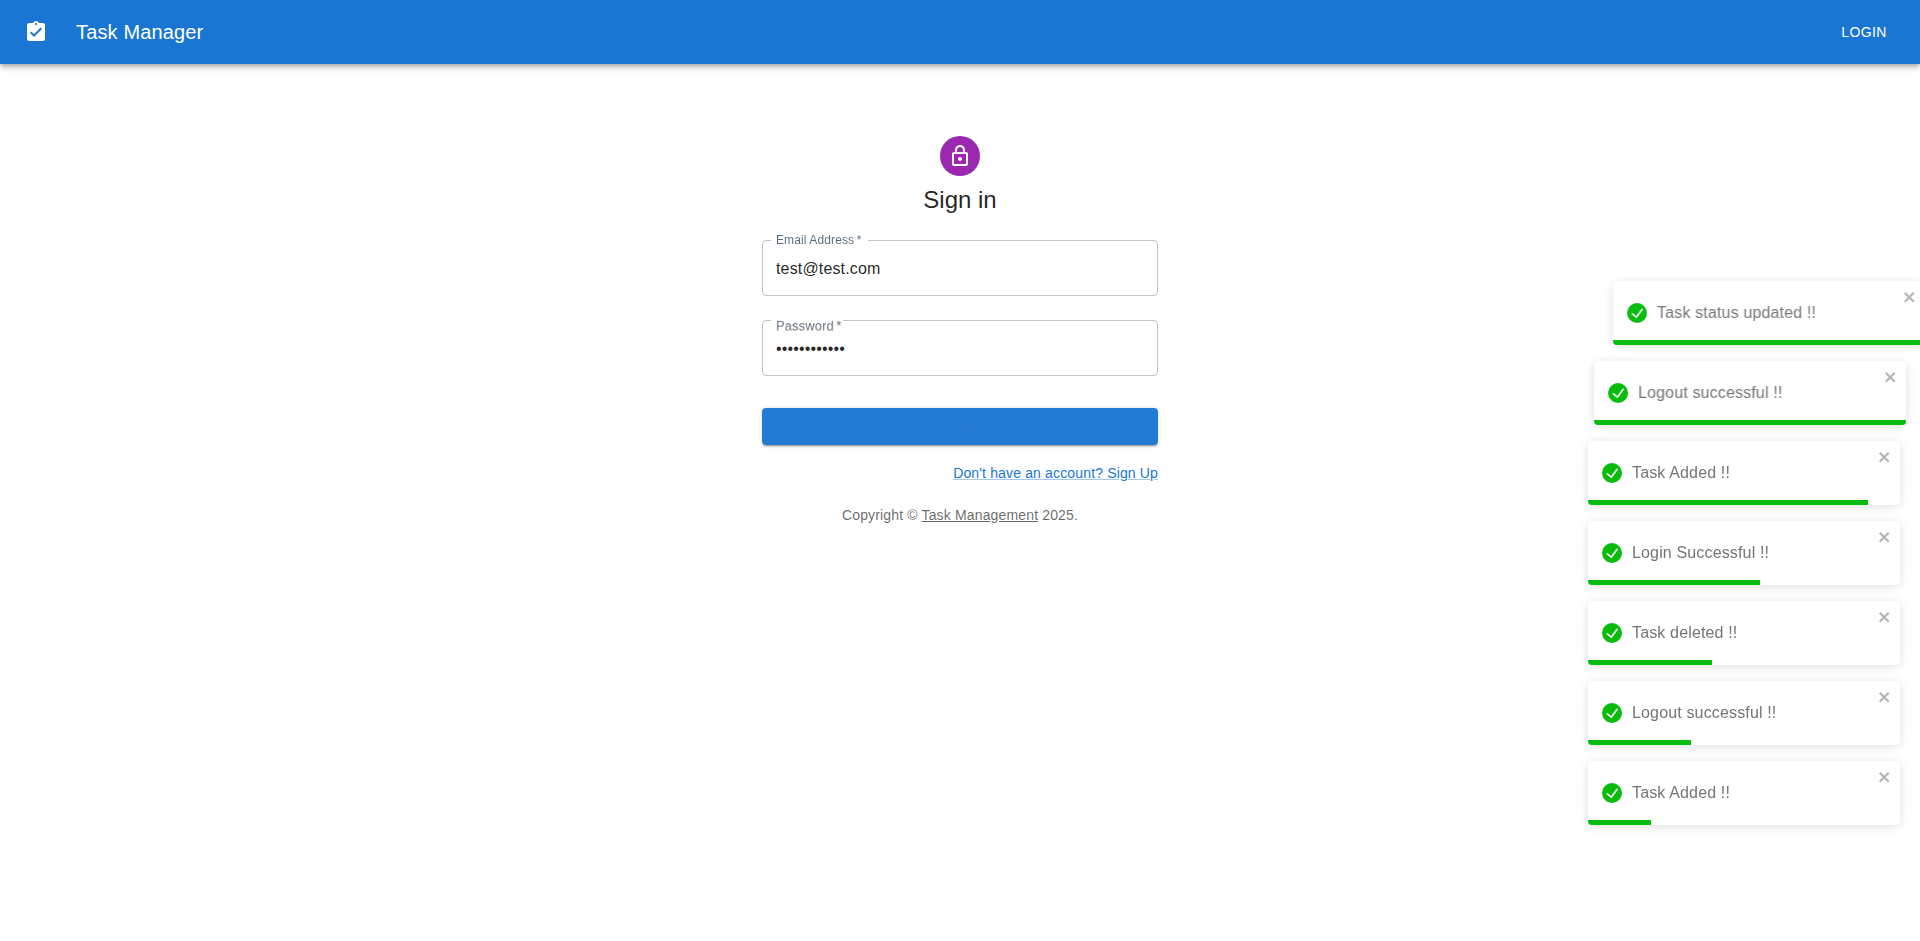 Task Manager
LOGIN
Sign in
Email Address *
test@test.com
Password *
••••••••••••
Don't have an account? Sign Up
Copyright © Task Management 2025.
Task status updated !!
Logout successful !!
Task Added !!
Login Successful !!
Task deleted !!
Logout successful !!
Task Added !!